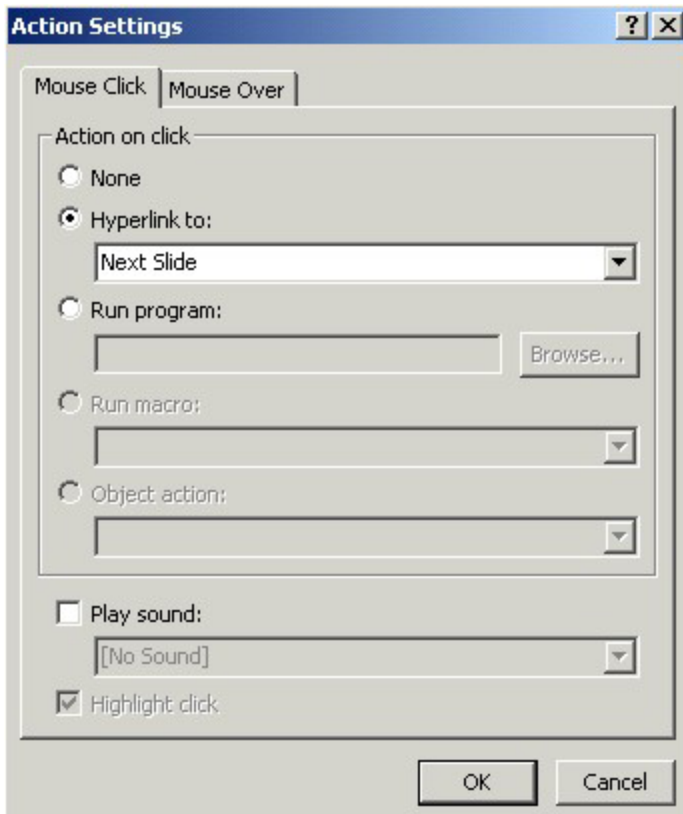 Action Settings
Mouse Click Mouse Over
Action on click
None
Hyperlink to:
Next Slide
Run program:
Browse...
Run macro:
Object action:
Play sound:
[No Sound]
Highlight click
OK Cancel